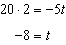 20 · 2 = −5t
−8 = t